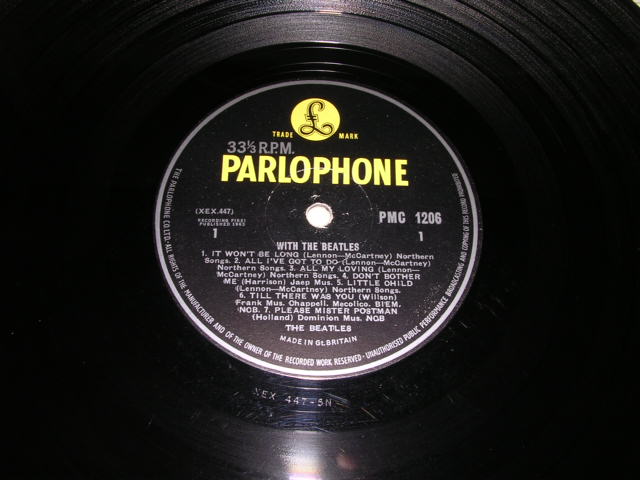 £
TRADE MARK
33⅓ R.P.M.
PARLOPHONE
(XEX.447)
RECORDING FIRST
PUBLISHED 1963
1
PMC 1206
1
WITH THE BEATLES
1. IT WON'T BE LONG (Lennon—McCartney) Northern
Songs. 2. ALL I'VE GOT TO DO (Lennon—McCartney)
Northern Songs. 3. ALL MY LOVING (Lennon—
McCartney) Northern Songs. 4. DON'T BOTHER
ME (Harrison) Jaep Mus. 5. LITTLE CHILD
(Lennon—McCartney) Northern Songs.
6. TILL THERE WAS YOU (Willson)
Frank Mus. Chappell. Mecolico. BIEM.
NCB. 7. PLEASE MISTER POSTMAN
(Holland) Dominion Mus. NCB
THE BEATLES
MADE IN Gt. BRITAIN
THE PARLOPHONE CO. LTD.—ALL RIGHTS OF THE MANUFACTURER AND OF THE OWNER OF THE RECORDED WORK RESERVED · UNAUTHORISED PUBLIC PERFORMANCE BROADCASTING AND COPYING OF THIS RECORD PROHIBITED
XEX 447-5N